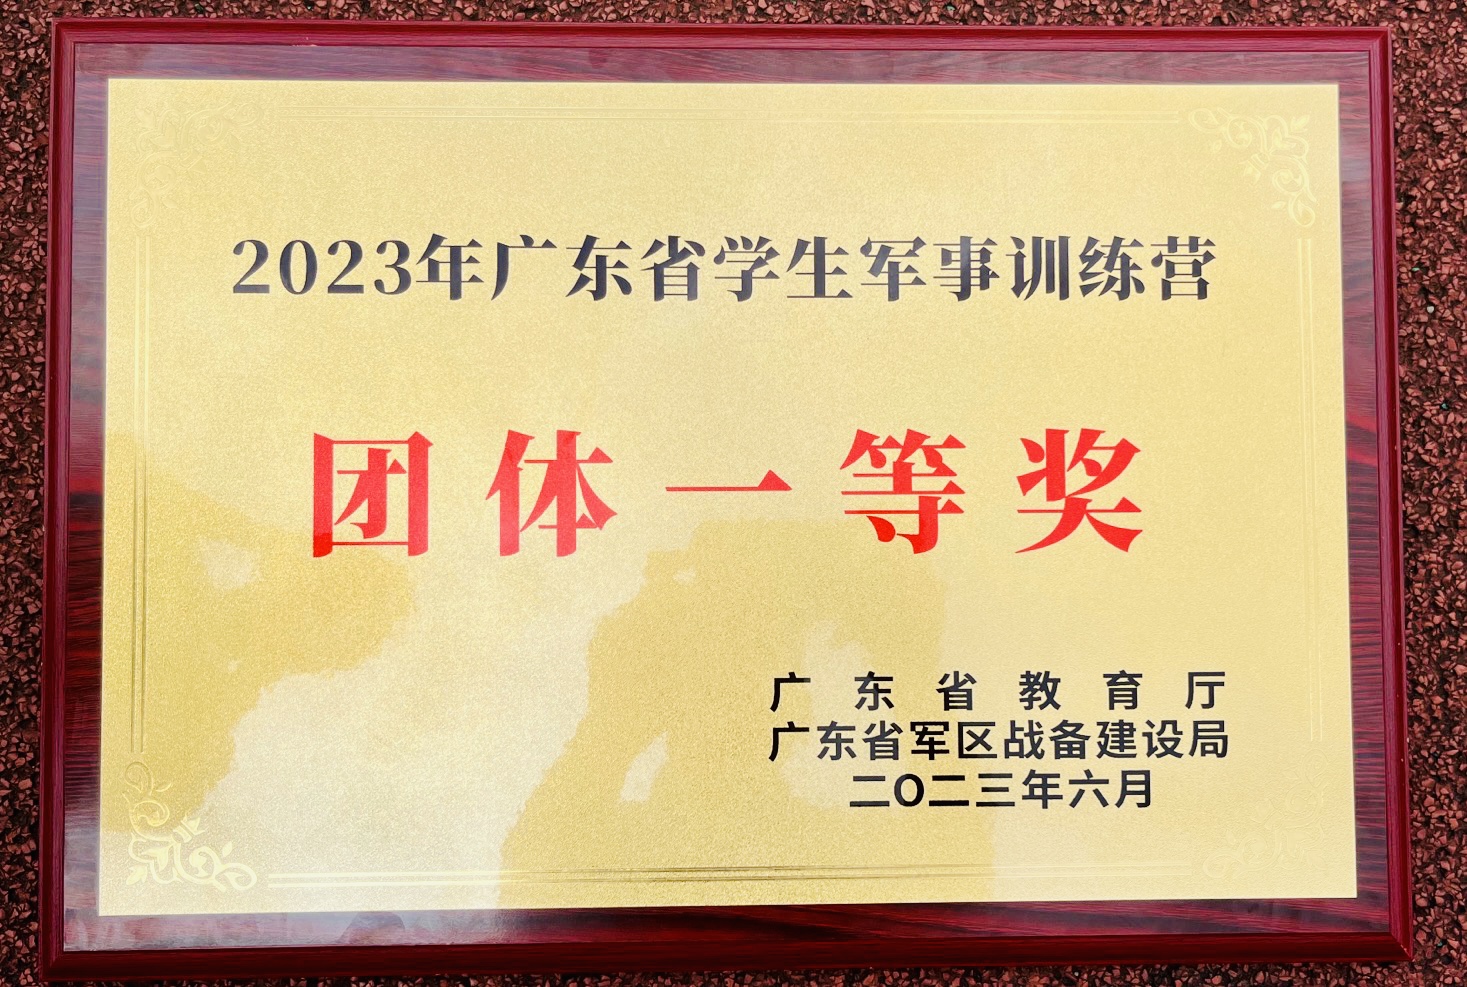 2023年广东省学生军事训练营
团体一等奖
广东省教育厅
广东省军区战备建设局
二〇二三年六月